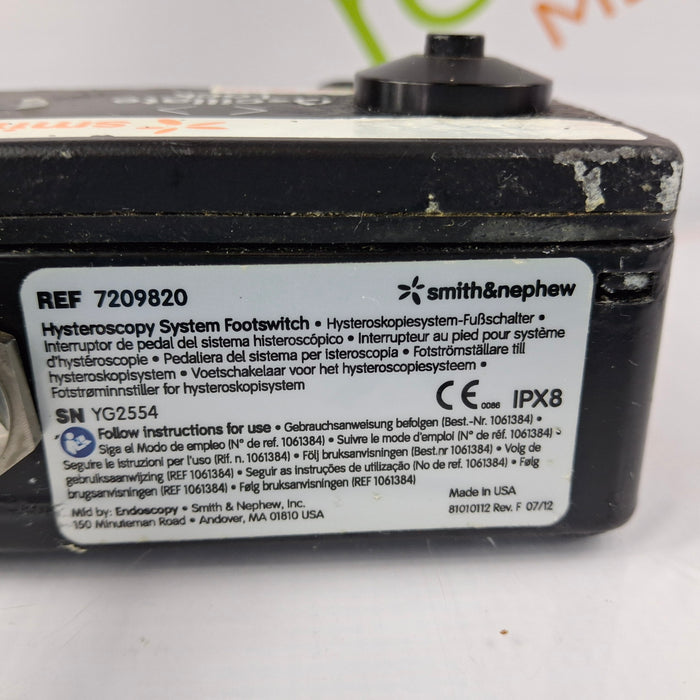 REF 7209820
smith&nephew
Hysteroscopy System Footswitch • Hysteroskopiesystem-Fußschalter •
Interruptor de pedal del sistema histeroscópico • Interrupteur au pied pour système
d'hystéroscopie • Pedaliera del sistema per isteroscopia • Fotströmställare till
hysteroskopisystem • Voetschakelaar voor het hysteroscopiesysteem •
Fotstrøminnstiller for hysteroskopisystem
CE 0086 IPX8
SN YG2554
Follow instructions for use • Gebrauchsanweisung befolgen (Best.-Nr. 1061384) •
Siga el Modo de empleo (Nº de ref. 1061384) • Suivre le mode d'emploi (Nº de réf. 1061384) •
Seguire le istruzioni per l'uso (Rif. n. 1061384) • Följ bruksanvisningen (Best.nr 1061384) • Volg de
gebruiksaanwijzing (REF 1061384) • Seguir as instruções de utilização (No de ref. 1061384) • Følg
brugsanvisningen (REF 1061384) • Følg bruksanvisningen (REF 1061384)
Mfd by: Endoscopy • Smith & Nephew, Inc.
150 Minuteman Road • Andover, MA 01810 USA
Made in USA
81010112 Rev. F 07/12